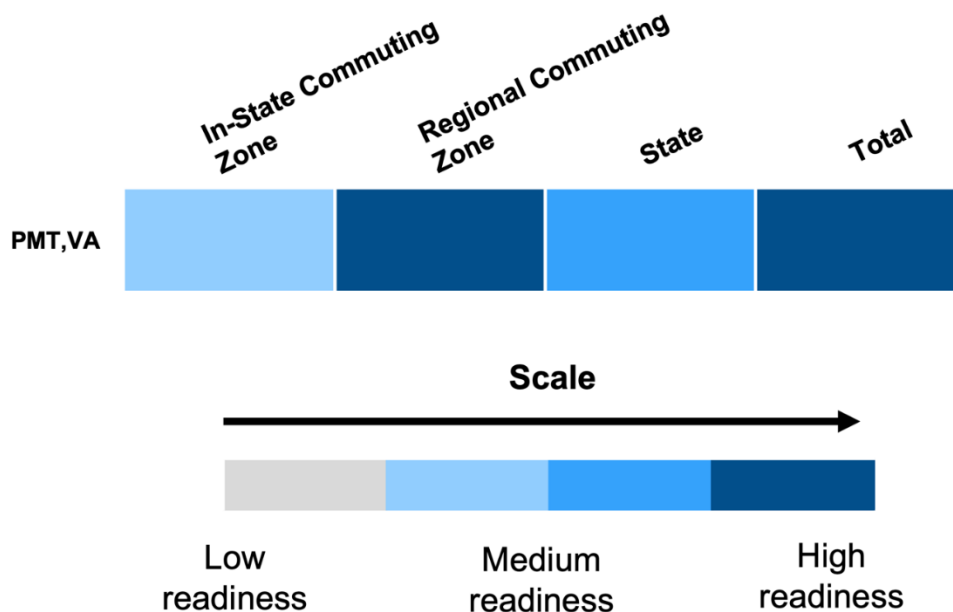 In-State Commuting
Zone
Regional Commuting
Zone
State
Total
PMT,VA
Scale
Low
readiness
Medium
readiness
High
readiness